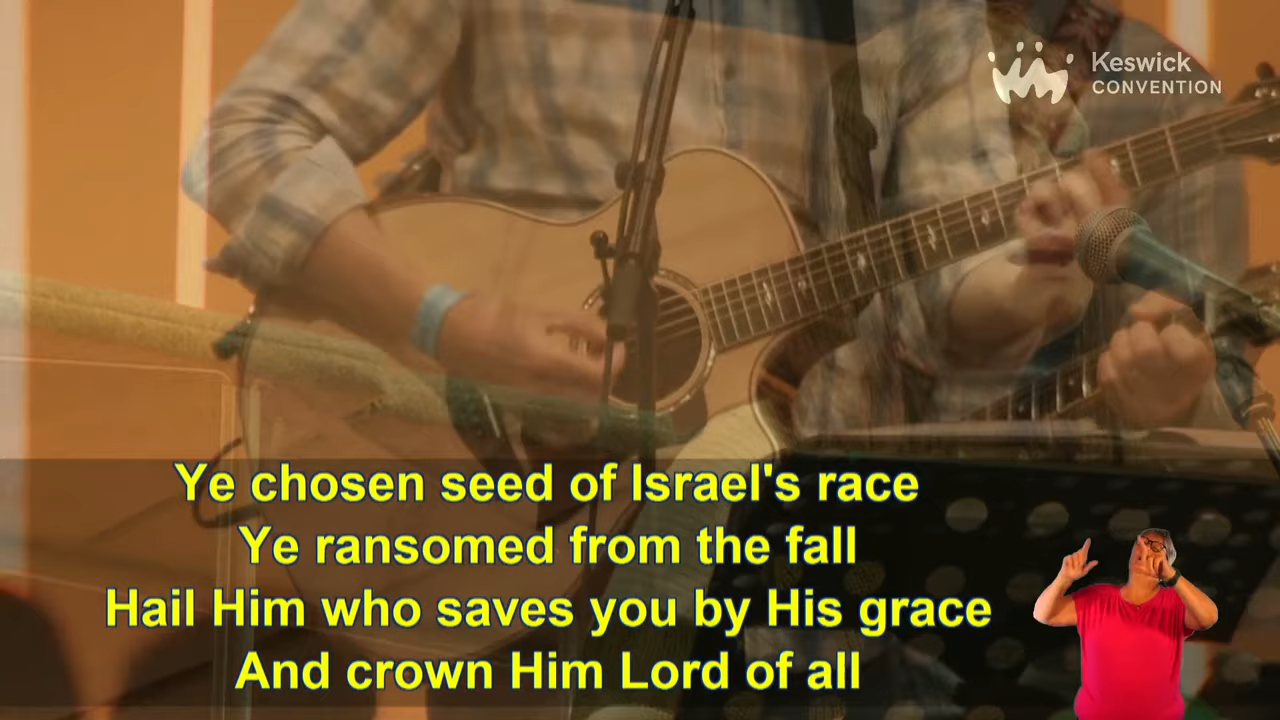 Keswick
CONVENTION
Ye chosen seed of Israel's race
Ye ransomed from the fall
Hail Him who saves you by His grace
And crown Him Lord of all